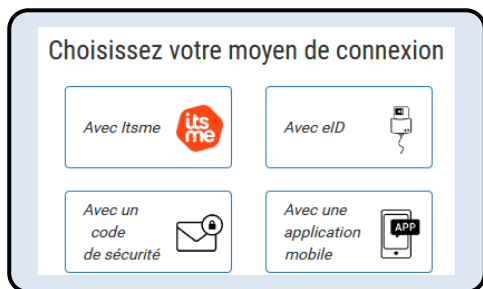 Choisissez votre moyen de connexion
Avec Itsme
its
me
Avec eID
Avec un
code
de sécurité
Avec une
application
mobile
APP